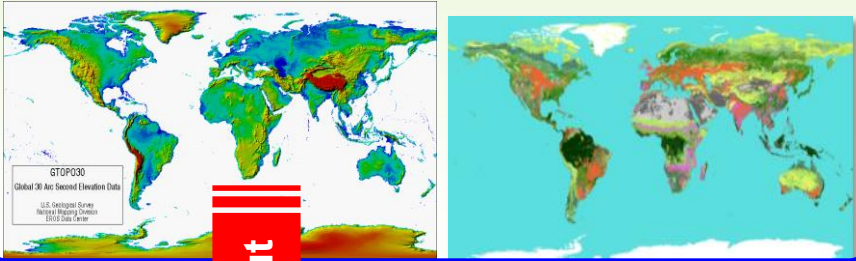 GTOPO30
Global 30 Arc Second Elevation Data
U.S. Geological Survey
National Mapping Division
EROS Data Center